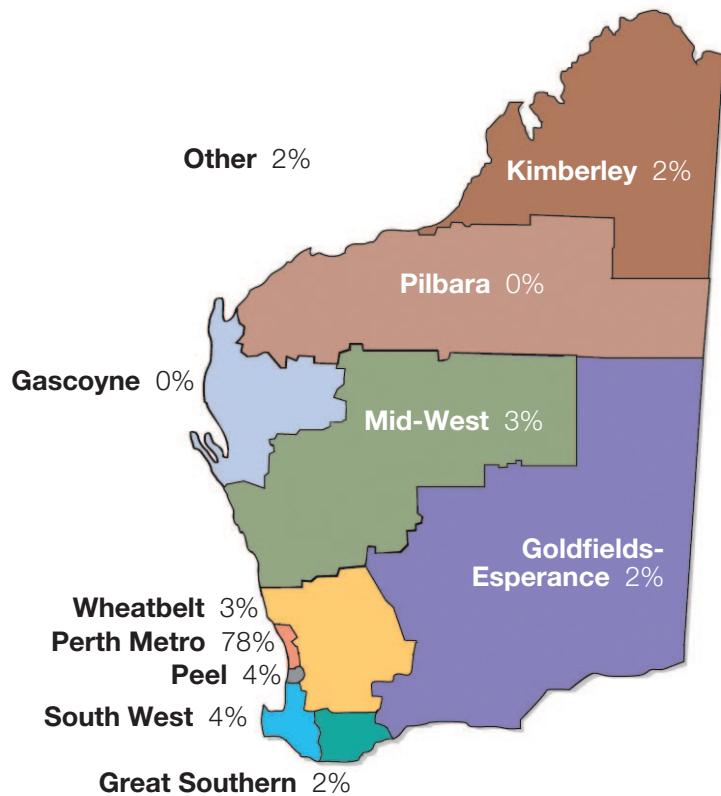 Other 2%
Kimberley 2%
Pilbara 0%
Gascoyne 0%
Mid-West 3%
Goldfields-
Esperance 2%
Wheatbelt 3%
Perth Metro 78%
Peel 4%
South West 4%
Great Southern 2%